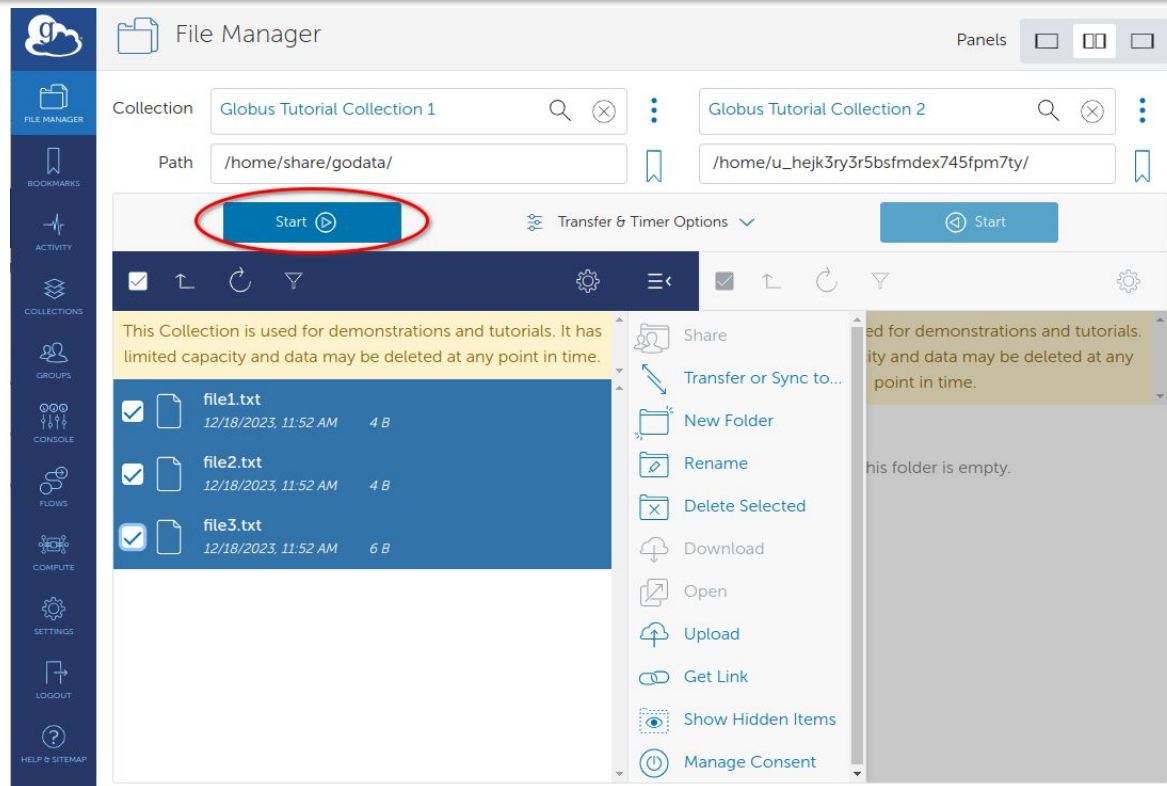 g
File Manager
Panels
FILE MANAGER
BOOKMARKS
ACTIVITY
COLLECTIONS
GROUPS
CONSOLE
FLOWS
COMPUTE
SETTINGS
LOGOUT
HELP & SITEMAP
Collection
Globus Tutorial Collection 1
Globus Tutorial Collection 2
Path
/home/share/godata/
/home/u_hejk3ry3r5bsfmdex745fpm7ty/
Start
Transfer & Timer Options
Start
This Collection is used for demonstrations and tutorials. It has
limited capacity and data may be deleted at any point in time.
file1.txt
12/18/2023, 11:52 AM 4 B
file2.txt
12/18/2023, 11:52 AM 4 B
file3.txt
12/18/2023, 11:52 AM 6 B
Share
Transfer or Sync to...
New Folder
Rename
Delete Selected
Download
Open
Upload
Get Link
Show Hidden Items
Manage Consent
ed for demonstrations and tutorials.
ity and data may be deleted at any
point in time.
his folder is empty.